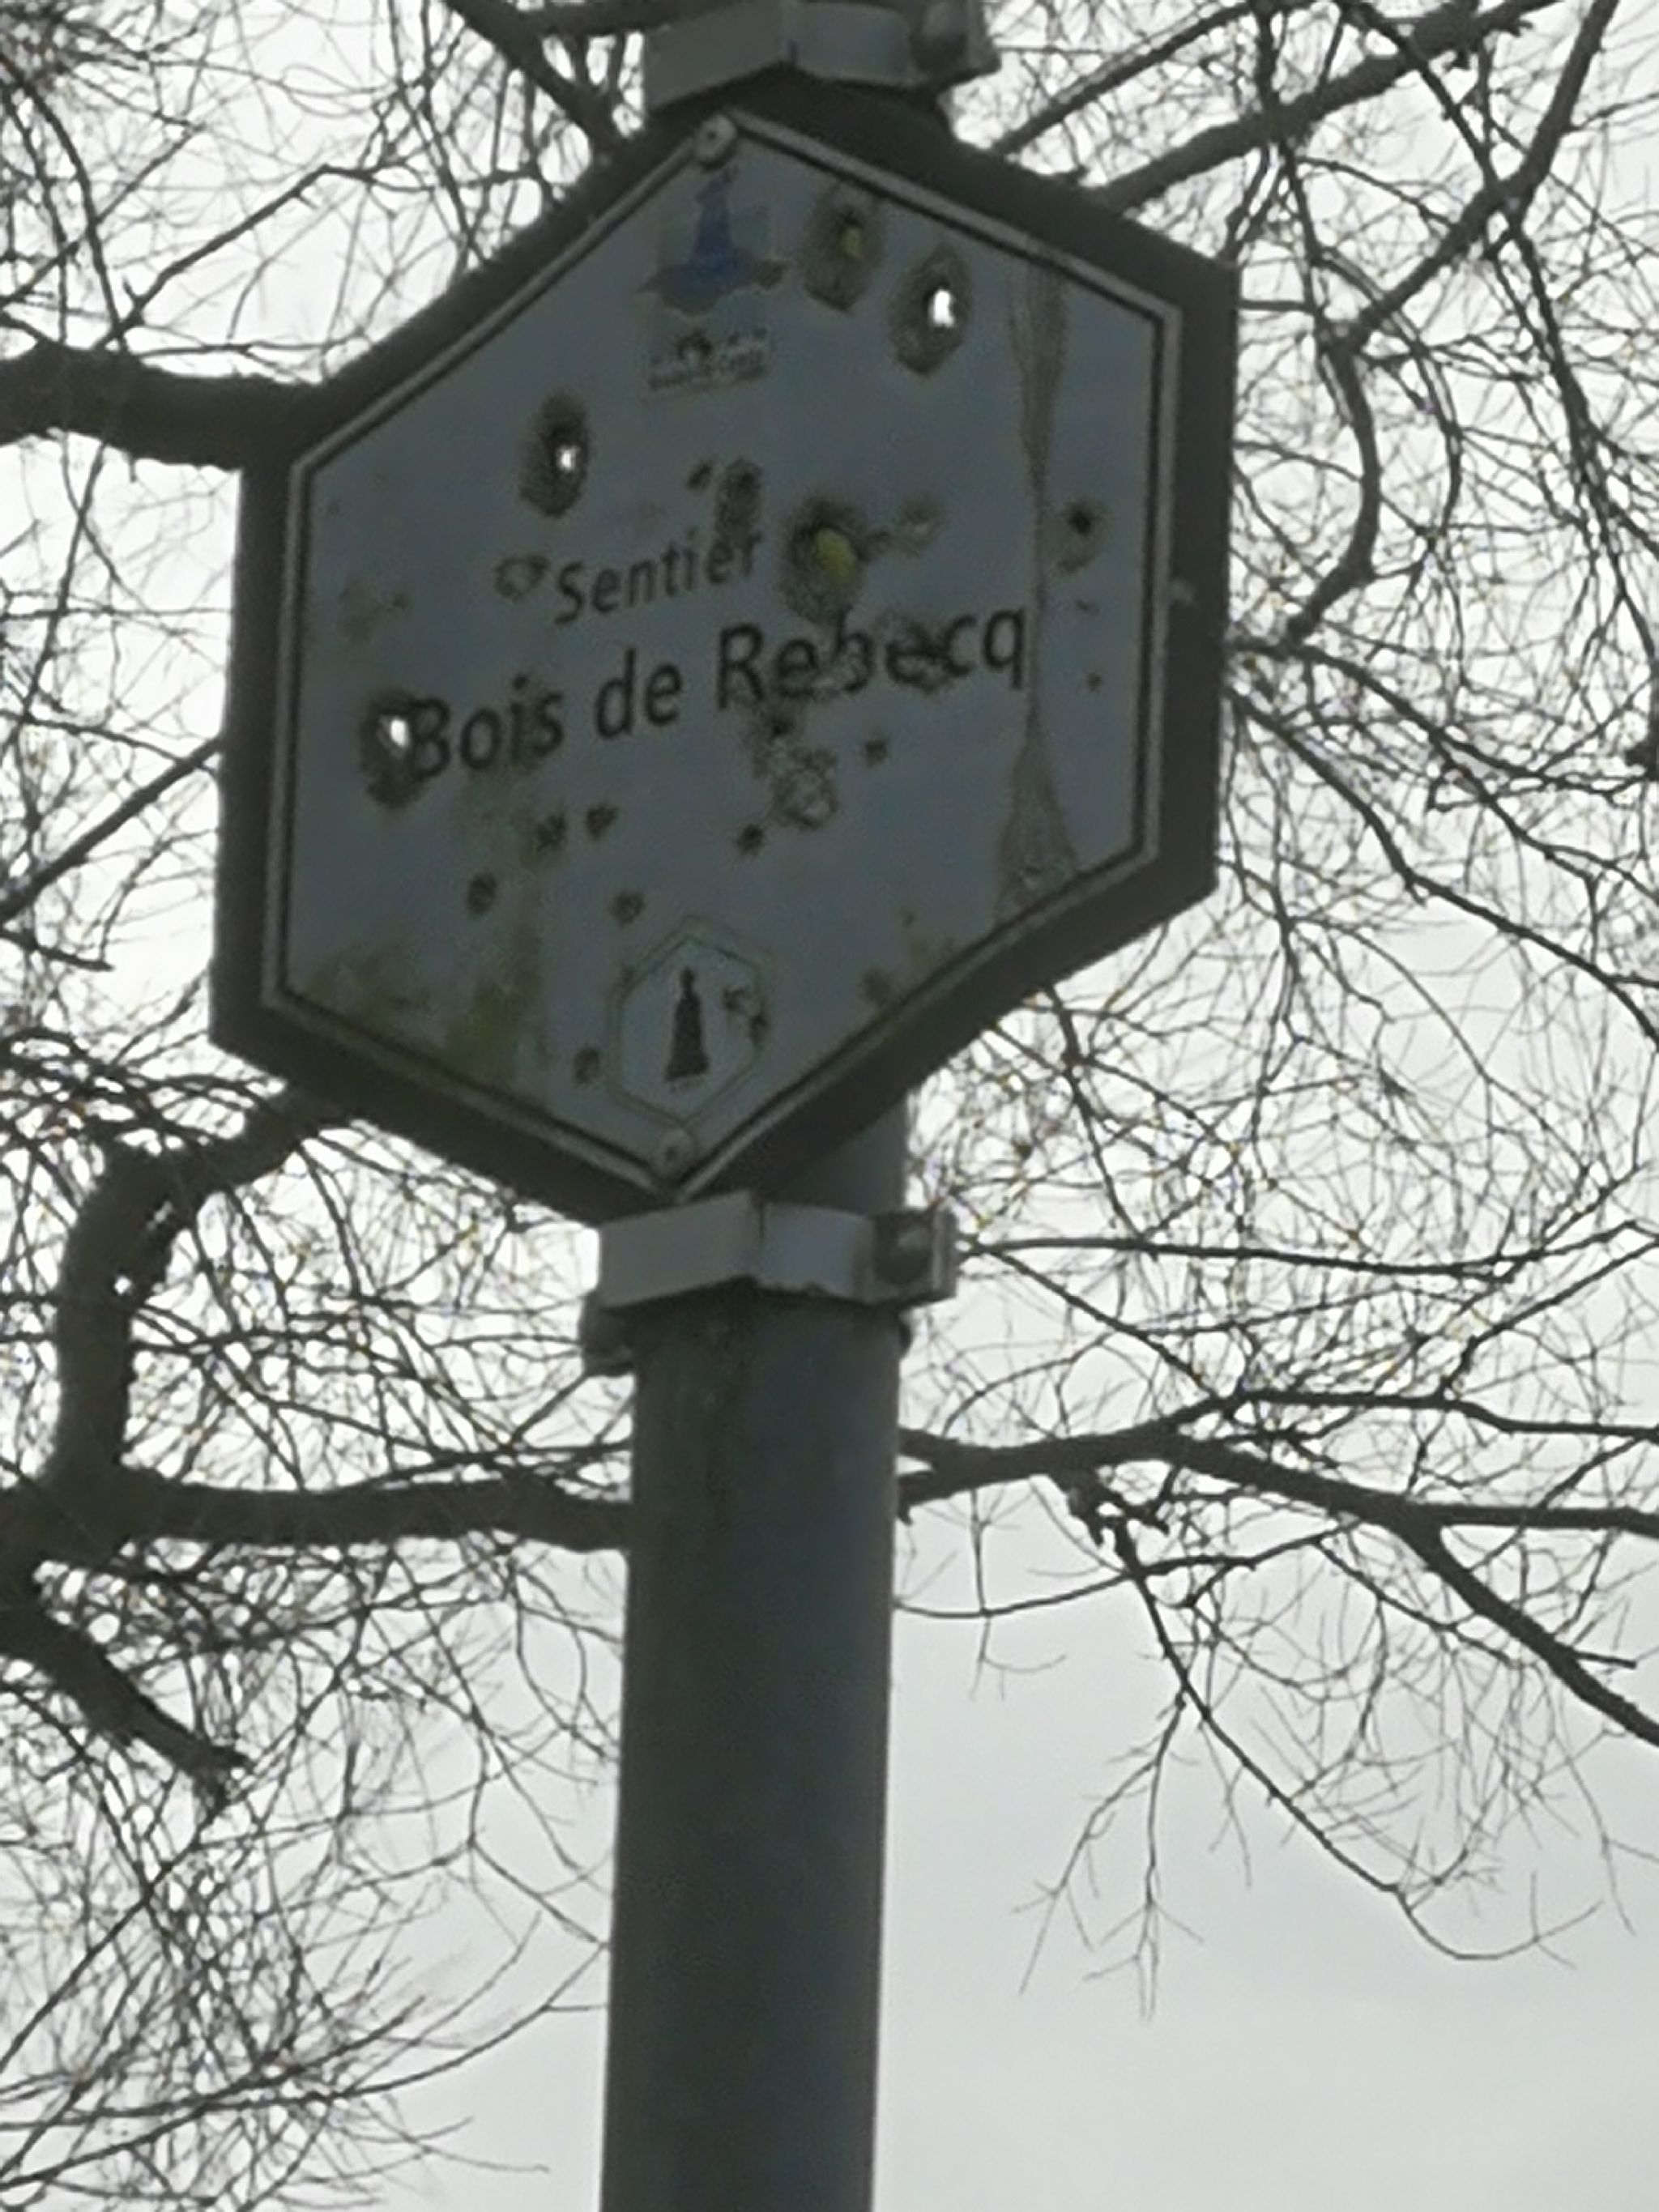 Sentier
Bois de Rebecq